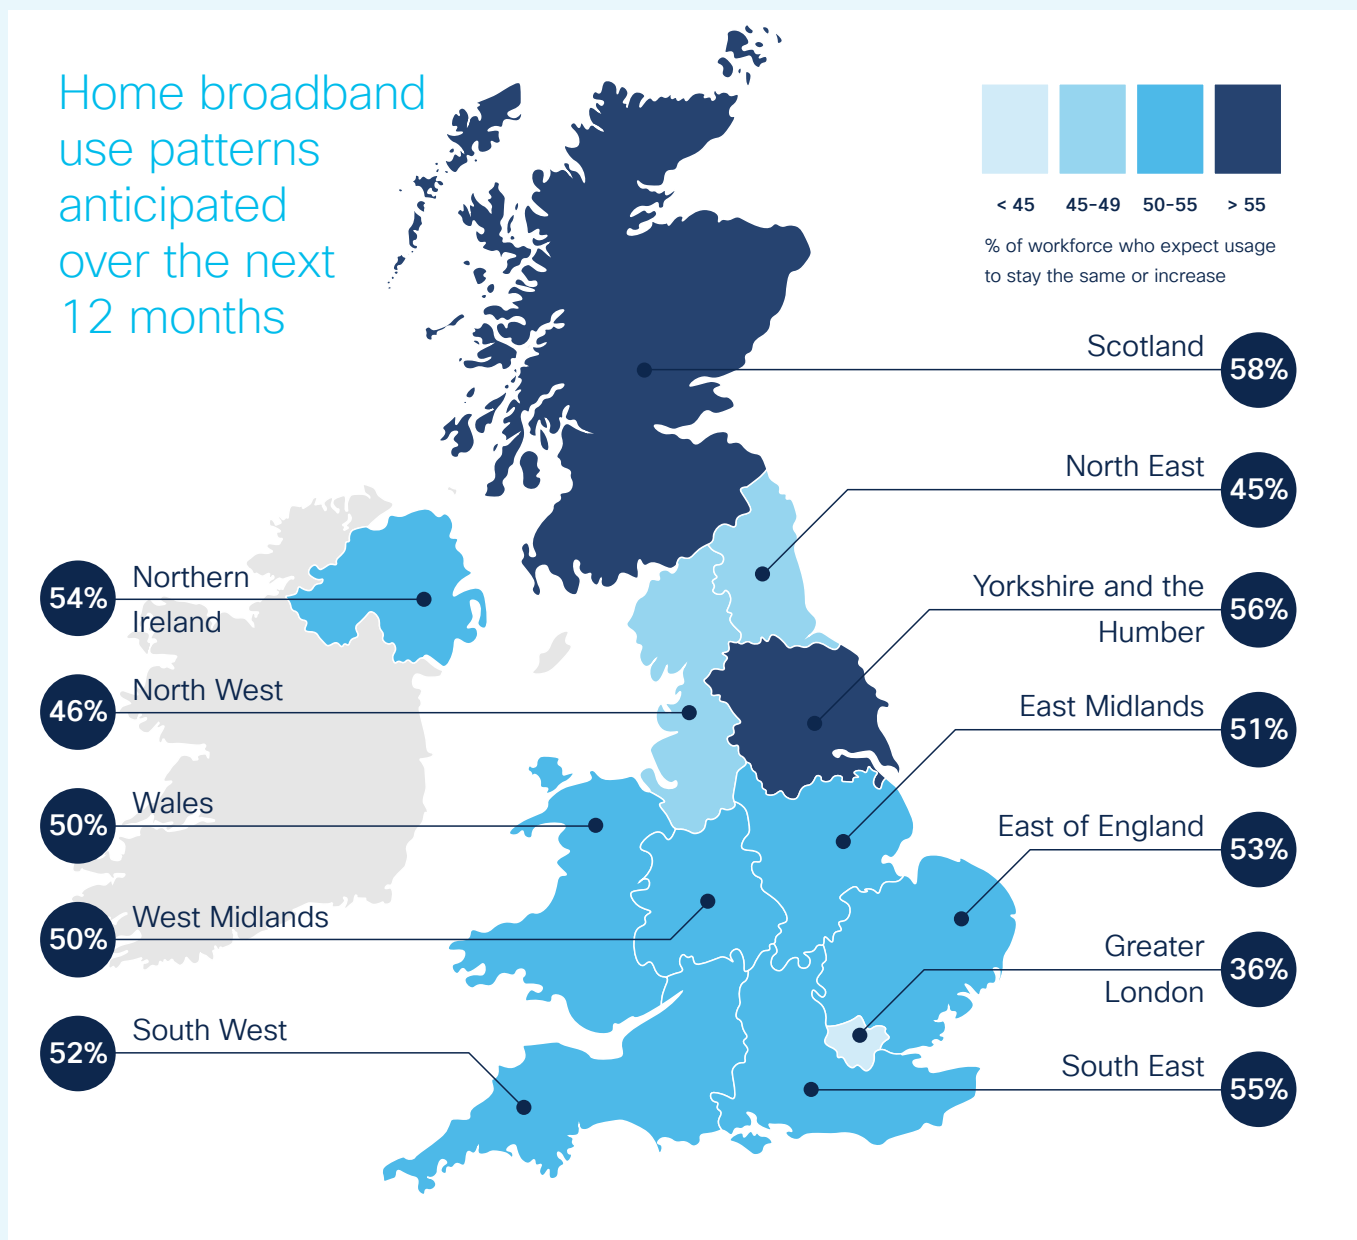 Home broadband
use patterns
anticipated
over the next
12 months
< 45 45-49 50-55 > 55
% of workforce who expect usage
to stay the same or increase
Scotland
58%
North East
45%
Yorkshire and the
Humber
56%
East Midlands
51%
East of England
53%
Greater
London
36%
South East
55%
54%
Northern
Ireland
46%
North West
50%
Wales
50%
West Midlands
52%
South West